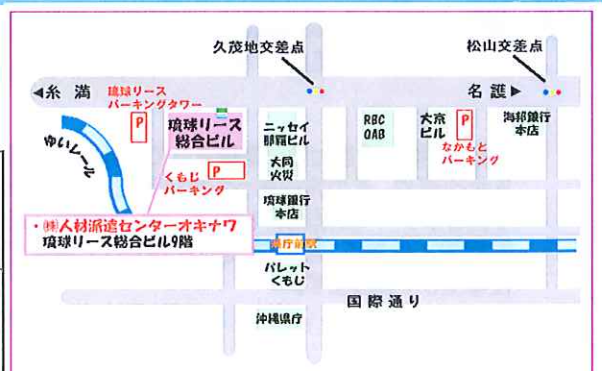 久茂地交差点
松山交差点
◀糸 満
名 護▶
琉球リース
パーキングタワー
P
琉球リース
総合ビル
ニッセイ
那覇ビル
RBC
QAB
大京
ビル
P
なかもと
パーキング
海邦銀行
本店
ゆいレール
くもじ
パーキング
P
大同
火災
琉球銀行
本店
・㈱人材派遣センターオキナワ
琉球リース総合ビル9階
県庁前駅
パレット
くもじ
国 際 通 り
沖縄県庁